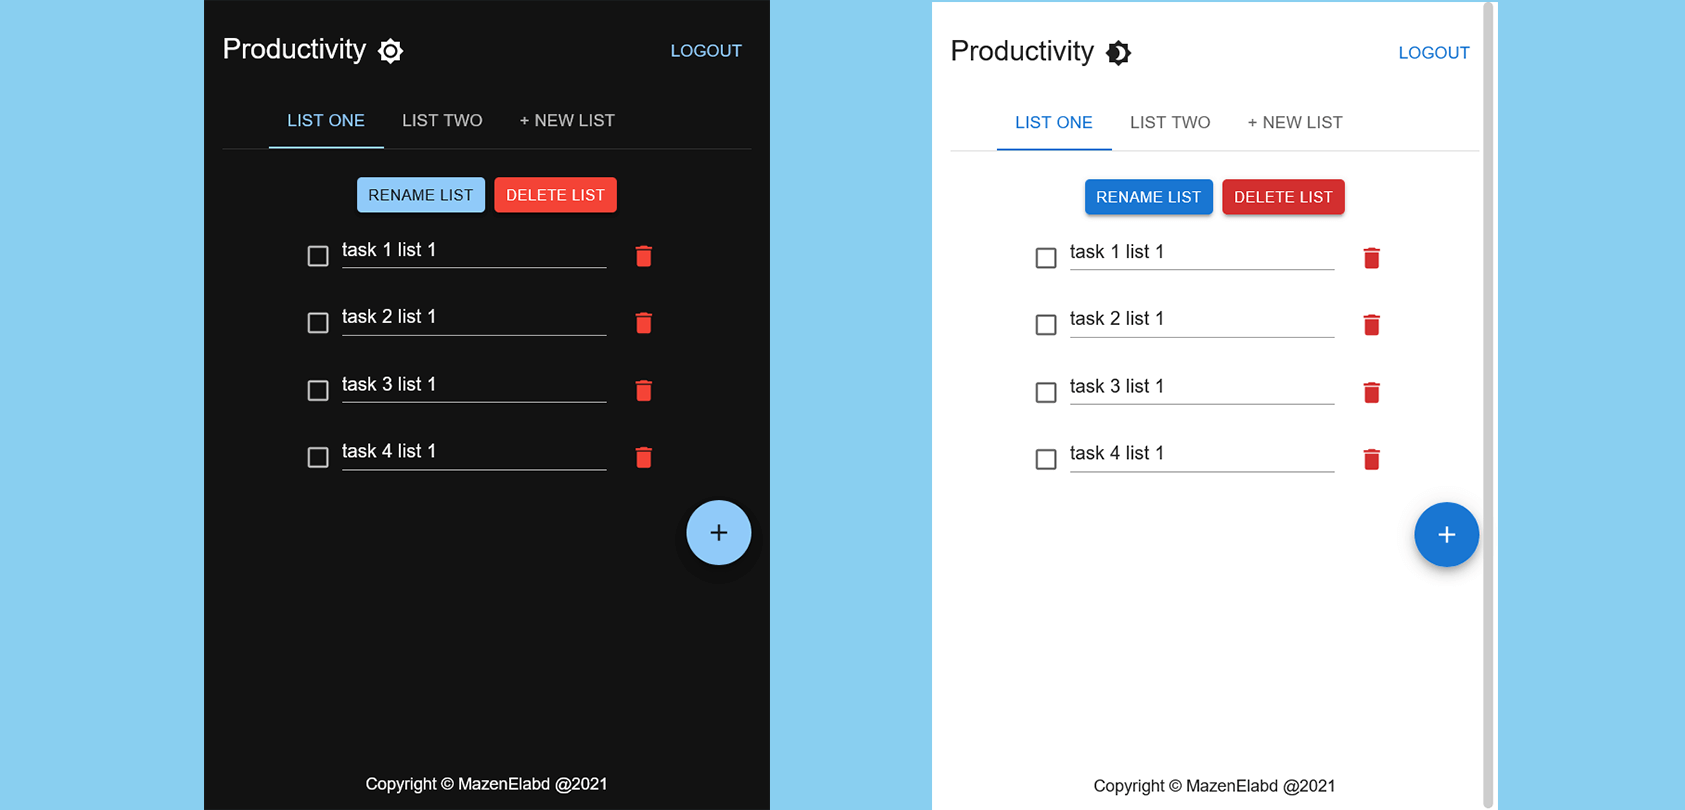 Productivity
LOGOUT
LIST ONE LIST TWO + NEW LIST
RENAME LIST DELETE LIST
task 1 list 1
task 2 list 1
task 3 list 1
task 4 list 1
+
Copyright © MazenElabd @2021
Productivity
LOGOUT
LIST ONE LIST TWO + NEW LIST
RENAME LIST DELETE LIST
task 1 list 1
task 2 list 1
task 3 list 1
task 4 list 1
+
Copyright © MazenElabd @2021